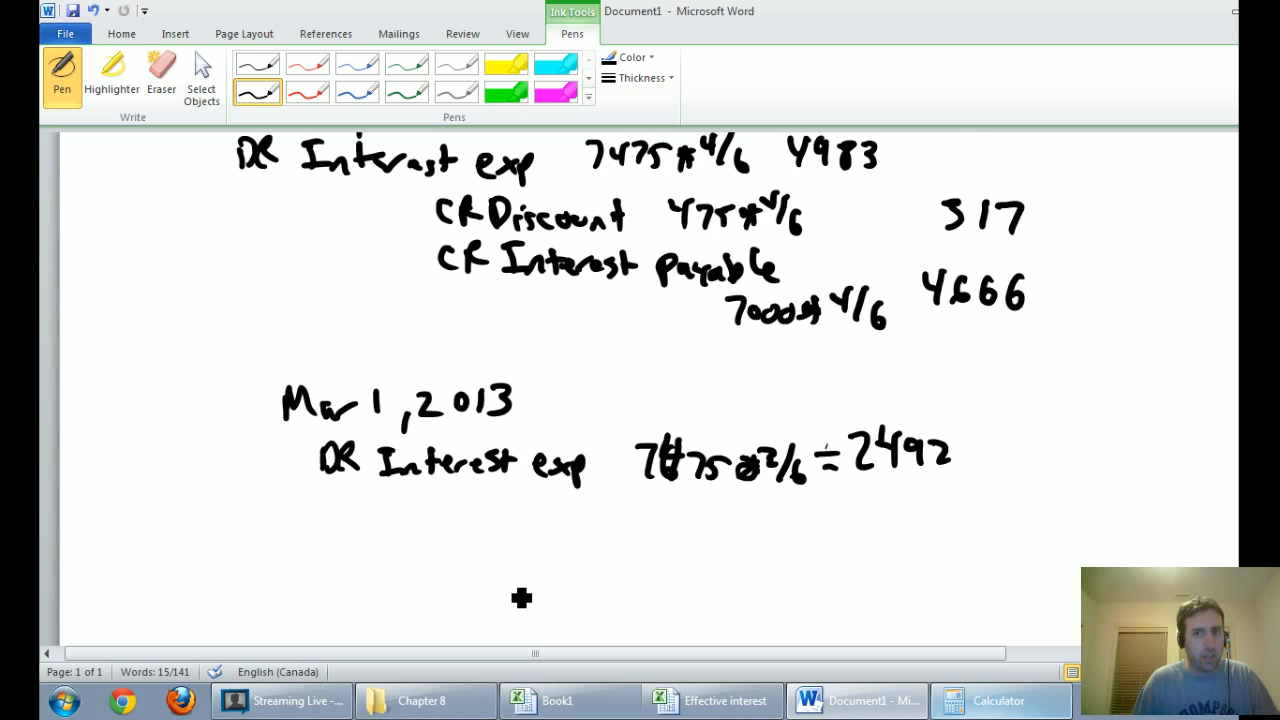 Ink Tools
Document1 - Microsoft Word
File Home Insert Page Layout References Mailings Review View Pens
Pen Highlighter Eraser Select Objects
Color
Thickness
Write
Pens
DR Interest exp 7475*4/6 4983
CR Discount 475*4/6 317
CR Interest payable
7000*4/6 4666
Mar 1, 2013
DR Interest exp 7475*2/6 = 2492
Page: 1 of 1 Words: 15/141 English (Canada)
Streaming Live -... Chapter 8 Book1 Effective interest Document1 - Mi... Calculator